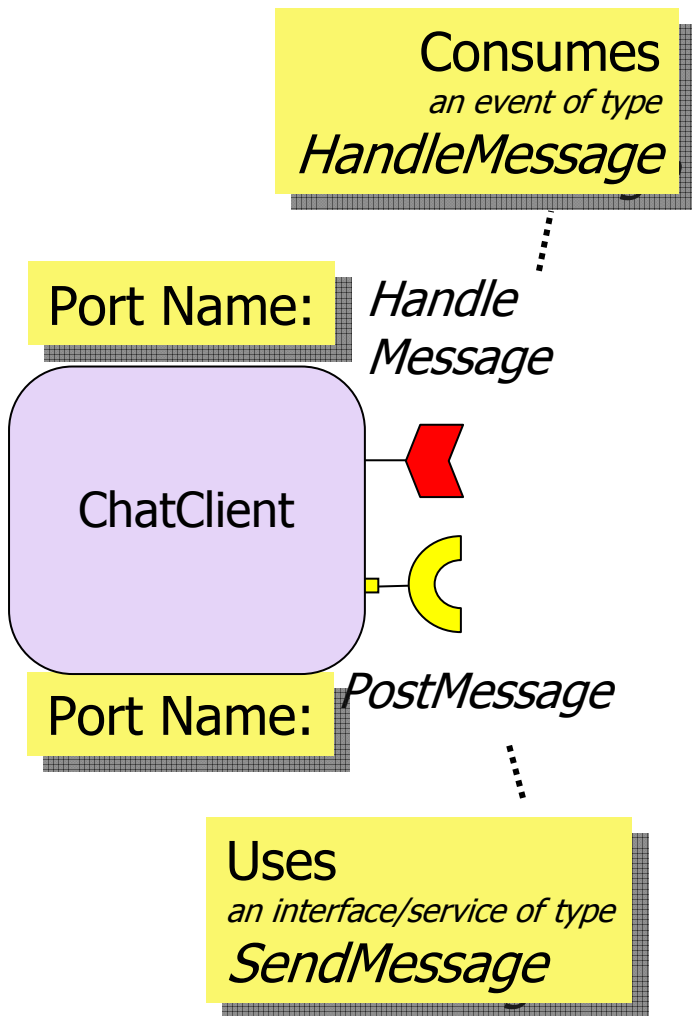 Consumes
an event of type
HandleMessage
Port Name:
Handle
Message
ChatClient
Port Name:
PostMessage
Uses
an interface/service of type
SendMessage